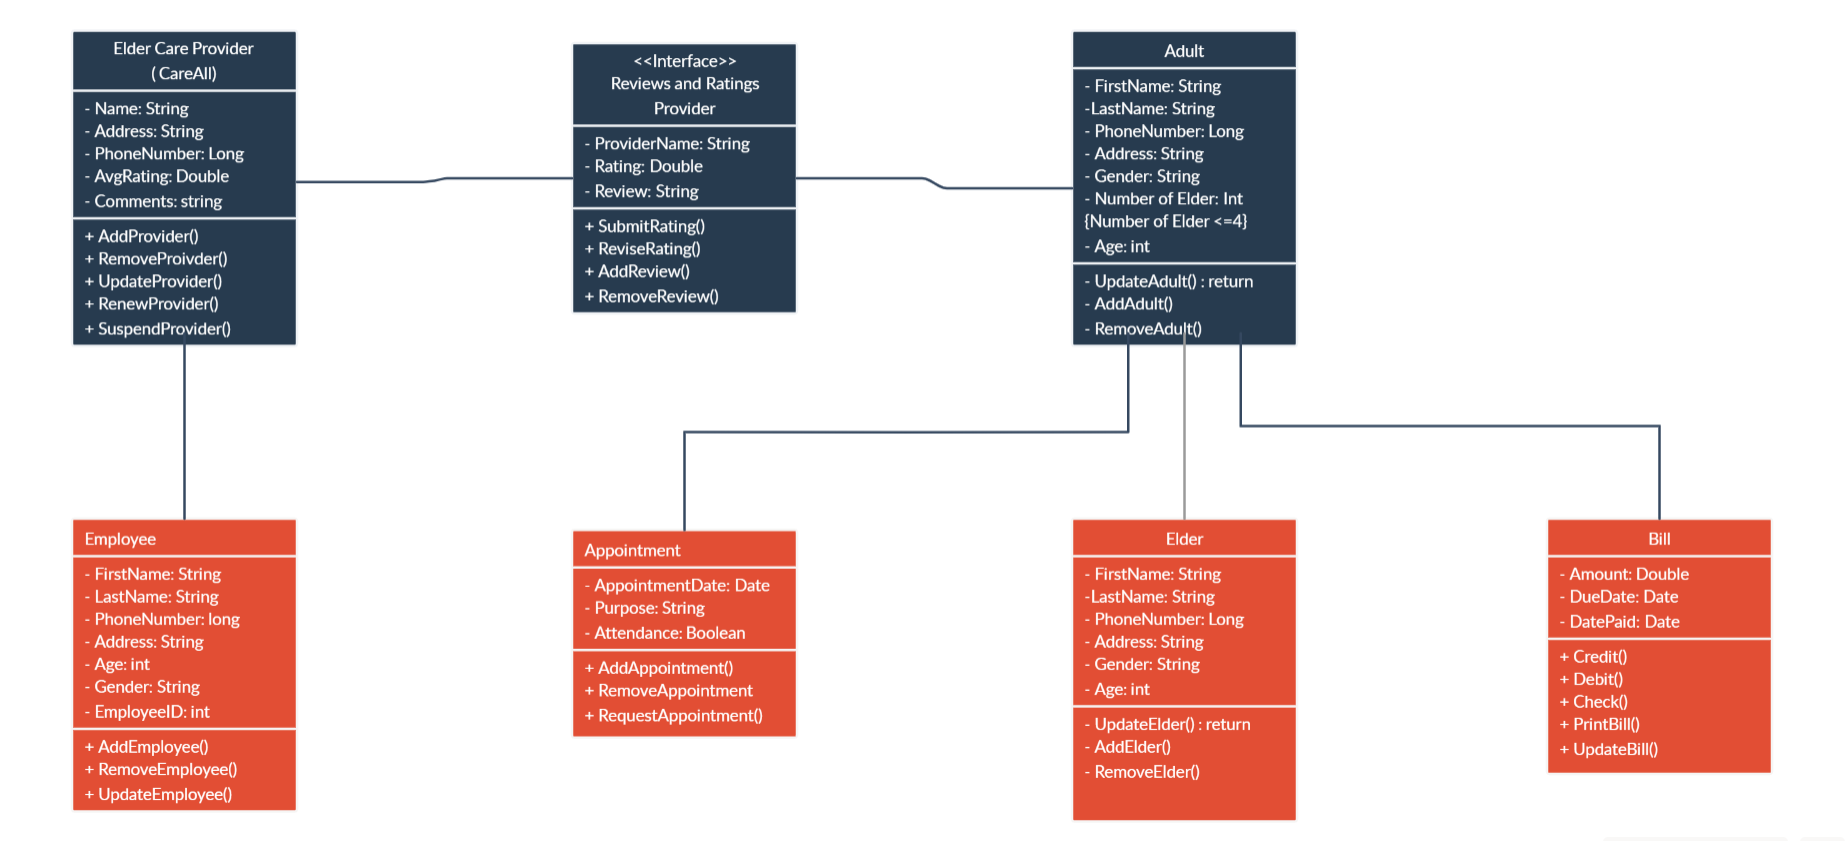 Elder Care Provider
( CareAll)
- Name: String
- Address: String
- PhoneNumber: Long
- AvgRating: Double
- Comments: string
+ AddProvider()
+ RemoveProivder()
+ UpdateProvider()
+ RenewProvider()
+ SuspendProvider()
<<Interface>>
Reviews and Ratings
Provider
- ProviderName: String
- Rating: Double
- Review: String
+ SubmitRating()
+ ReviseRating()
+ AddReview()
+ RemoveReview()
Adult
- FirstName: String
-LastName: String
- PhoneNumber: Long
- Address: String
- Gender: String
- Number of Elder: Int
{Number of Elder <=4}
- Age: int
- UpdateAdult() : return
- AddAdult()
- RemoveAdult()
Employee
- FirstName: String
- LastName: String
- PhoneNumber: long
- Address: String
- Age: int
- Gender: String
- EmployeeID: int
+ AddEmployee()
+ RemoveEmployee()
+ UpdateEmployee()
Appointment
- AppointmentDate: Date
- Purpose: String
- Attendance: Boolean
+ AddAppointment()
+ RemoveAppointment
+ RequestAppointment()
Elder
- FirstName: String
-LastName: String
- PhoneNumber: Long
- Address: String
- Gender: String
- Age: int
- UpdateElder() : return
- AddElder()
- RemoveElder()
Bill
- Amount: Double
- DueDate: Date
- DatePaid: Date
+ Credit()
+ Debit()
+ Check()
+ PrintBill()
+ UpdateBill()